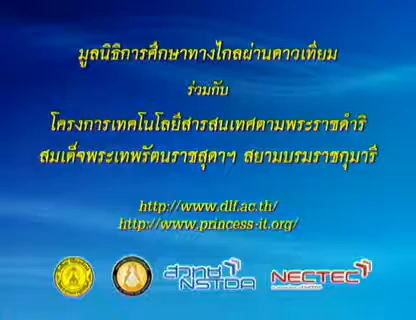 มูลนิธิการศึกษาทางไกลผ่านดาวเทียม
ร่วมกับ
โครงการเทคโนโลยีสารสนเทศตามพระราชดำริ
สมเด็จพระเทพรัตนราชสุดาฯ สยามบรมราชกุมารี
http://www.dlf.ac.th/
http://www.princess-it.org/
สวทช
NSTDA
NECTEC